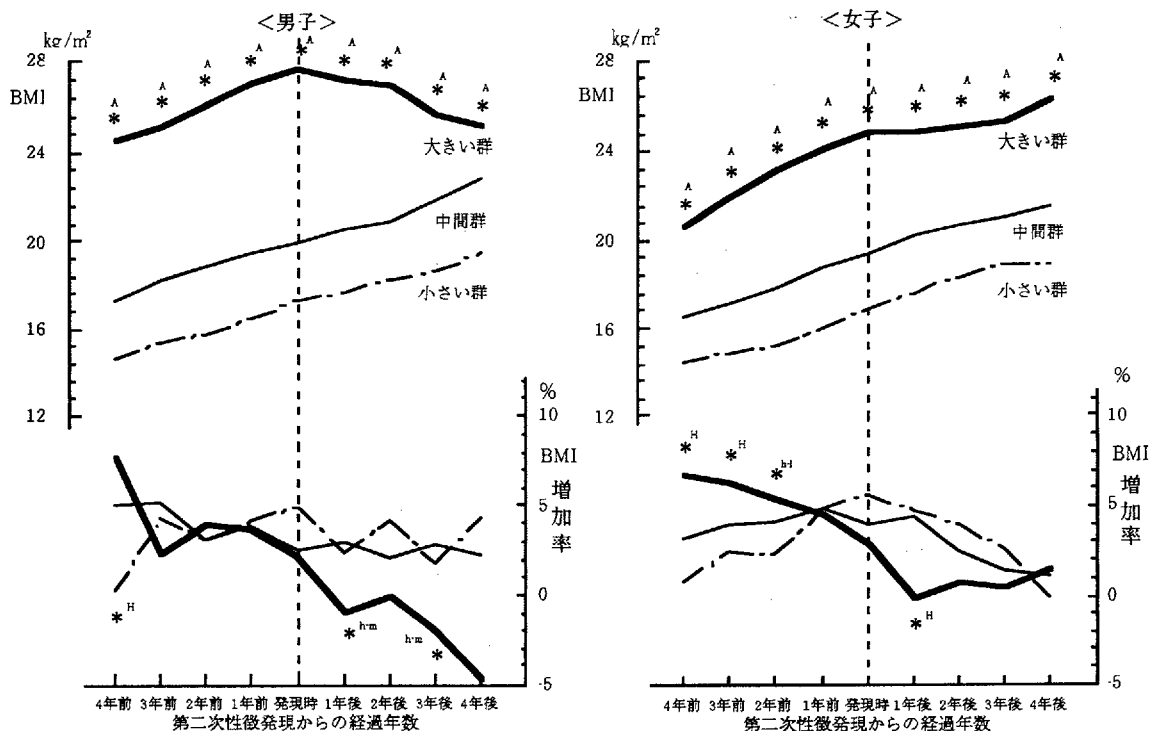 <男子>
kg/m²
BMI
28
24
20
16
12
A
*
A
*
A
*
A
*
A
*
A
*
A
*
A
*
A
*
大きい群
中間群
小さい群
%
10
BMI
増加率
5
0
-5
* H
* h-m
h-m
*
4年前 3年前 2年前 1年前 発現時 1年後 2年後 3年後 4年後
第二次性徴発現からの経過年数
<女子>
kg/m²
BMI
28
24
20
16
12
A
*
A
*
A
*
A
*
A
*
A
*
A
*
A
*
A
*
大きい群
中間群
小さい群
%
10
BMI
増加率
5
0
-5
* H
* H
* h-l
* H
4年前 3年前 2年前 1年前 発現時 1年後 2年後 3年後 4年後
第二次性徴発現からの経過年数